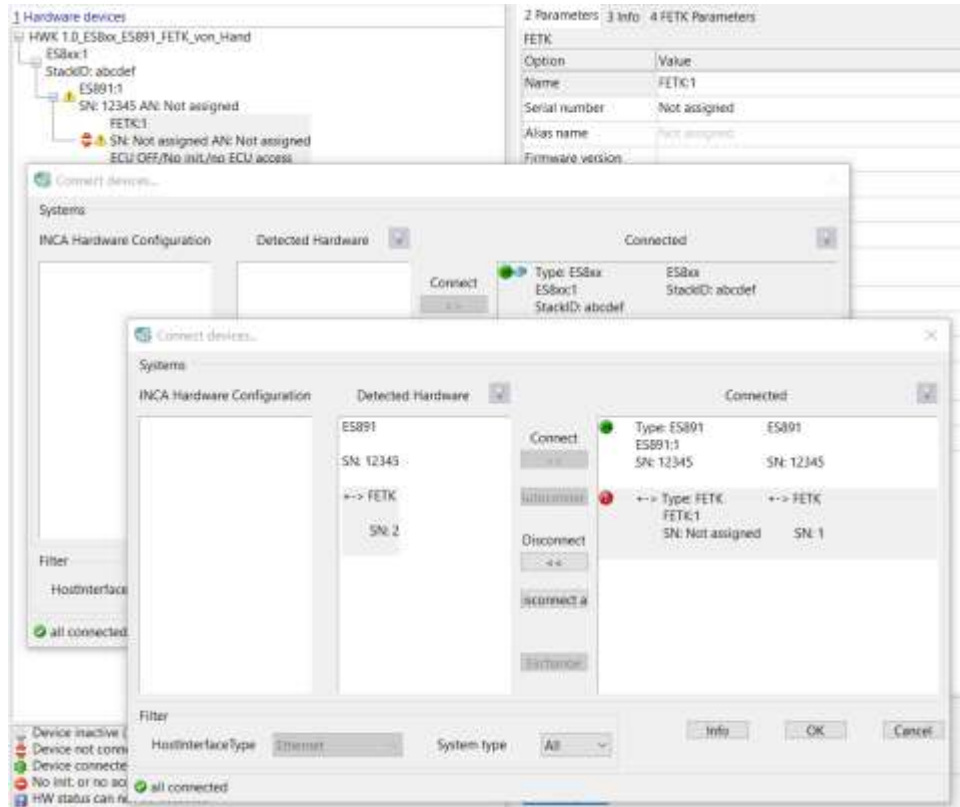 1 Hardware devices
HWK 1.0_ES8xx_ES891_FETK_von_Hand
ES8xx:1
StackID: abcdef
ES891:1
SN: 12345 AN: Not assigned
FETK:1
SN: Not assigned AN: Not assigned
ECU OFF/No init./no ECU access
2 Parameters 3 Info 4 FETK Parameters
FETK
Option Value
Name FETK:1
Serial number Not assigned
Alias name Not assigned
Firmware version
Connect devices...
Systems
INCA Hardware Configuration Detected Hardware Connected
Connect
<<
Type: ES8xx ES8xx
ES8xx:1 StackID: abcdef
StackID: abcdef
Filter
HostInterface
all connected
Connect devices...
Systems
INCA Hardware Configuration Detected Hardware Connected
ES891
SN: 12345
<-> FETK
SN: 2
Connect
Disconnect
<<
isconnect a
Exchange
Type: ES891 ES891
ES891:1
SN: 12345 SN: 12345
<-> Type: FETK <-> FETK
FETK:1
SN: Not assigned SN: 1
Filter
HostInterfaceType Ethernet System type All
Info OK Cancel
all connected
Device inactive (
Device not conn
Device connecte
No init. or no ac
HW status can n